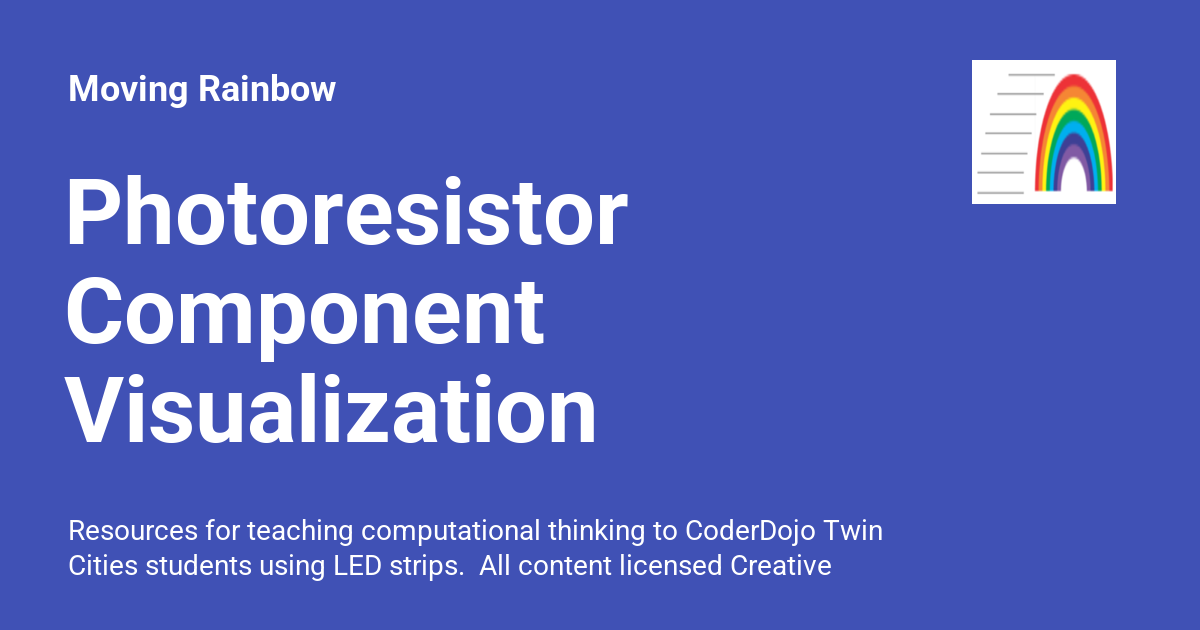 Moving Rainbow
Photoresistor
Component
Visualization
Resources for teaching computational thinking to CoderDojo Twin
Cities students using LED strips.  All content licensed Creative